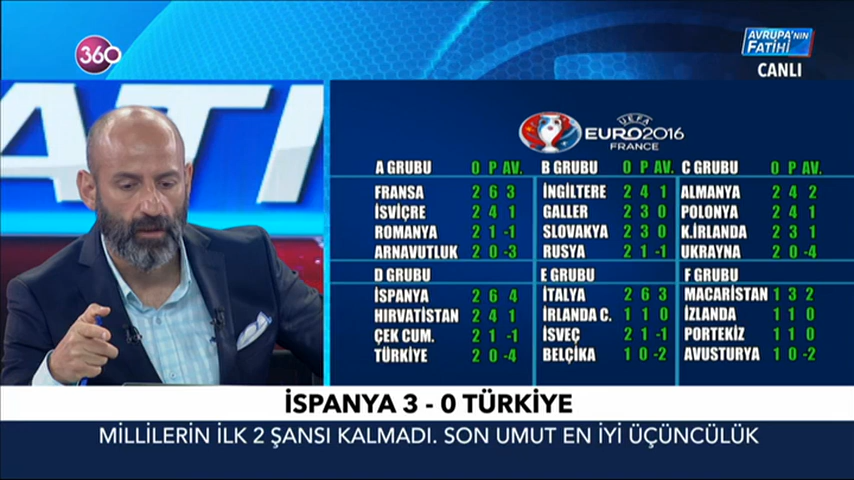 360
AVRUPA'NIN
FATİHİ
CANLI
ATI
UEFA
EURO2016
FRANCE
A GRUBU O P AV.
FRANSA 2 6 3
İSVİÇRE 2 4 1
ROMANYA 2 1 -1
ARNAVUTLUK 2 0 -3
B GRUBU O P AV.
İNGİLTERE 2 4 1
GALLER 2 3 0
SLOVAKYA 2 3 0
RUSYA 2 1 -1
C GRUBU O P AV.
ALMANYA 2 4 2
POLONYA 2 4 1
K.İRLANDA 2 3 1
UKRAYNA 2 0 -4
D GRUBU
İSPANYA 2 6 4
HIRVATİSTAN 2 4 1
ÇEK CUM. 2 1 -1
TÜRKİYE 2 0 -4
E GRUBU
İTALYA 2 6 3
İRLANDA C. 1 1 0
İSVEÇ 2 1 -1
BELÇİKA 1 0 -2
F GRUBU
MACARİSTAN 1 3 2
İZLANDA 1 1 0
PORTEKİZ 1 1 0
AVUSTURYA 1 0 -2
İSPANYA 3 - 0 TÜRKİYE
MİLLİLERİN İLK 2 ŞANSI KALMADI. SON UMUT EN İYİ ÜÇÜNCÜLÜK